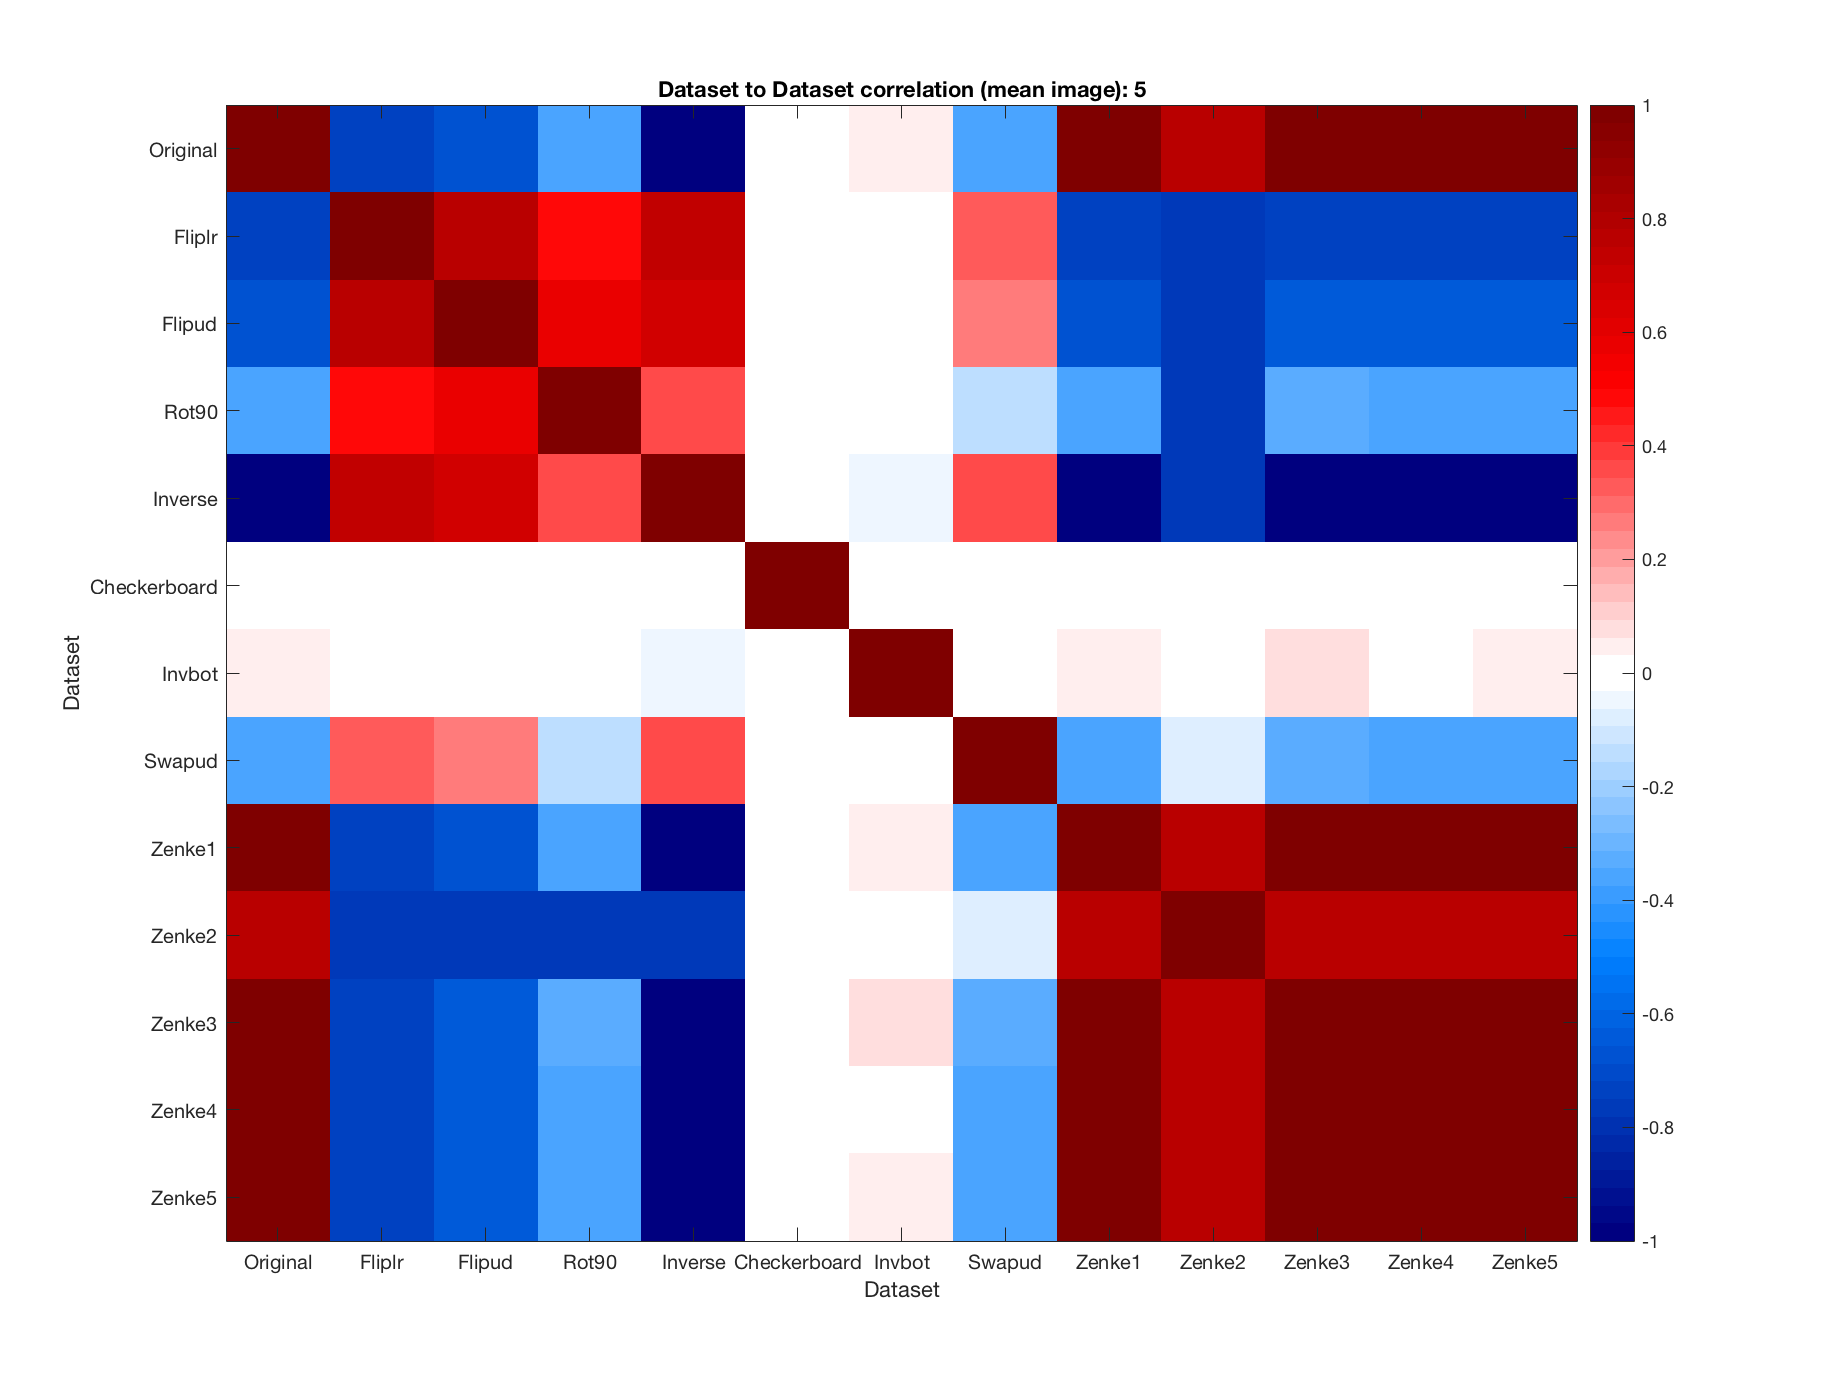 Dataset to Dataset correlation (mean image): 5
Original
Fliplr
Flipud
Rot90
Inverse
Checkerboard
Invbot
Swapud
Zenke1
Zenke2
Zenke3
Zenke4
Zenke5
Dataset
Original Fliplr Flipud Rot90 Inverse Checkerboard Invbot Swapud Zenke1 Zenke2 Zenke3 Zenke4 Zenke5
Dataset
1
0.8
0.6
0.4
0.2
0
-0.2
-0.4
-0.6
-0.8
-1